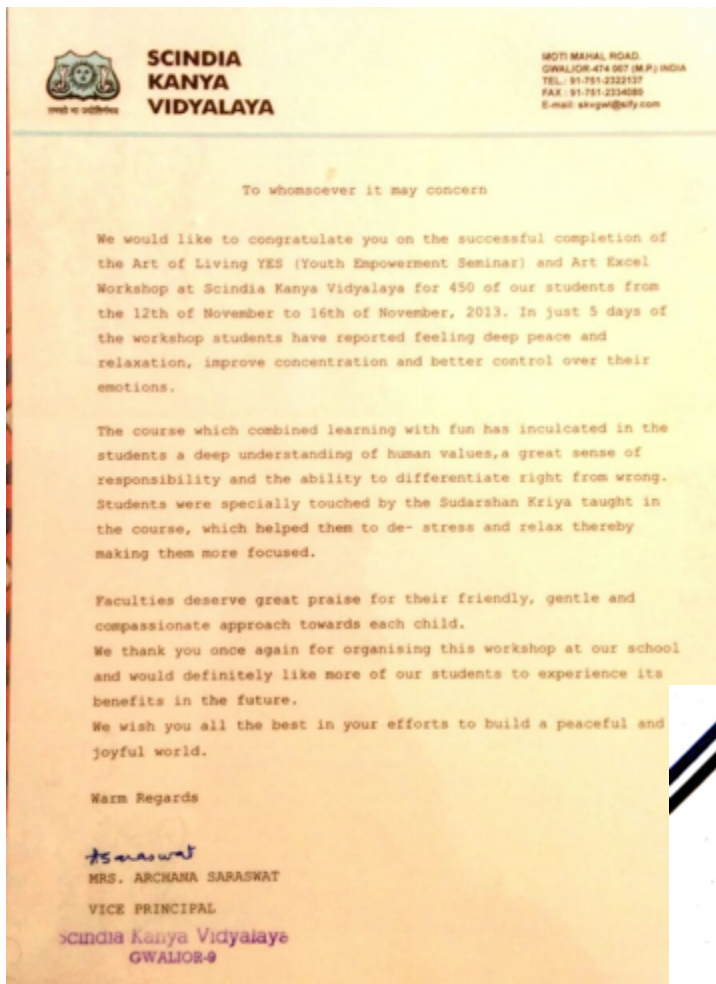 SCINDIA
KANYA
VIDYALAYA
MOTI MAHAL ROAD.
GWALIOR-474 007 (M.P.) INDIA
TEL.: 91-751-2322137
FAX : 91-751-2334080
E-mail: skvgwl@sify.com
तमसो मा ज्योतिर्गमय
To whomsoever it may concern
We would like to congratulate you on the successful completion of
the Art of Living YES (Youth Empowerment Seminar) and Art Excel
Workshop at Scindia Kanya Vidyalaya for 450 of our students from
the 12th of November to 16th of November, 2013. In just 5 days of
the workshop students have reported feeling deep peace and
relaxation, improve concentration and better control over their
emotions.
The course which combined learning with fun has inculcated in the
students a deep understanding of human values,a great sense of
responsibility and the ability to differentiate right from wrong.
Students were specially touched by the Sudarshan Kriya taught in
the course, which helped them to de- stress and relax thereby
making them more focused.
Faculties deserve great praise for their friendly, gentle and
compassionate approach towards each child.
We thank you once again for organising this workshop at our school
and would definitely like more of our students to experience its
benefits in the future.
We wish you all the best in your efforts to build a peaceful and
joyful world.
Warm Regards
Asaraswat
MRS. ARCHANA SARASWAT
VICE PRINCIPAL
Scindia Kanya Vidyalaya
GWALIOR-9